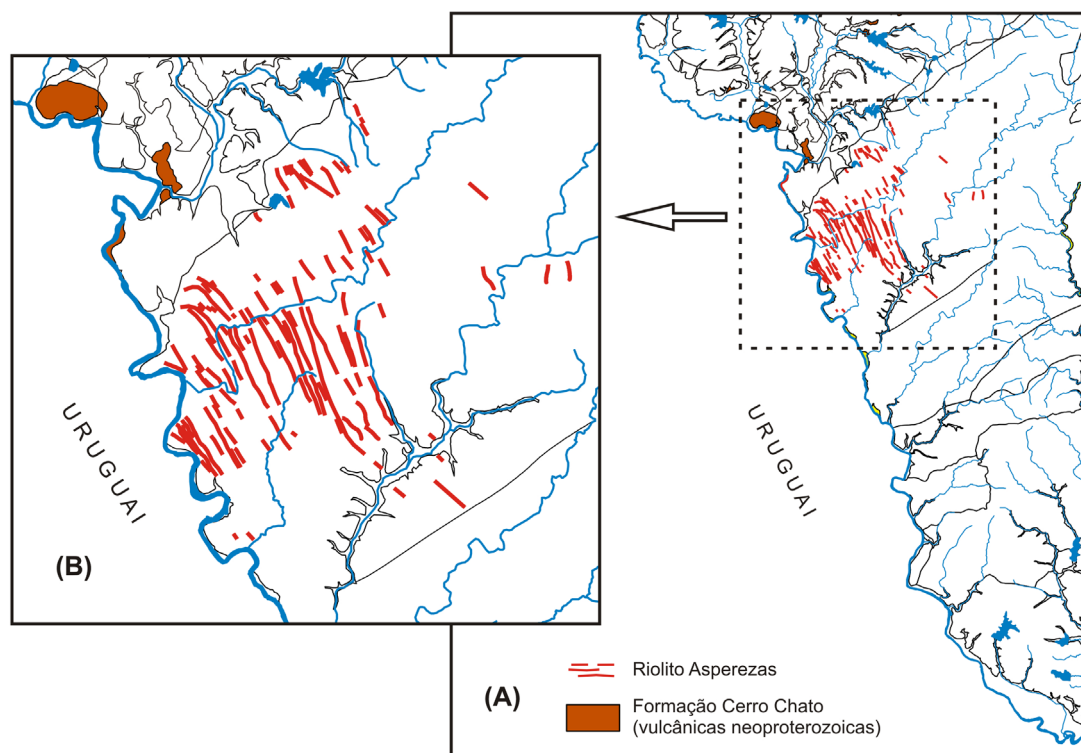 URUGUAI
(B)
URUGUAI
(A)
Riolito Asperezas
Formação Cerro Chato
(vulcânicas neoproterozoicas)